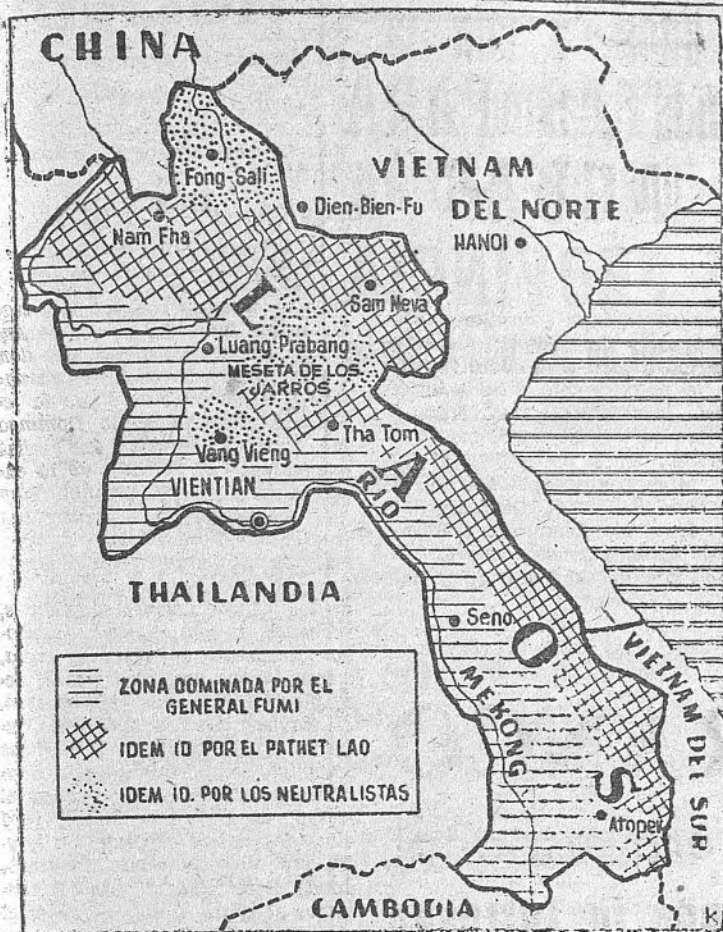 CHINA
Fong-Sali
VIETNAM
DEL NORTE
Dien-Bien-Fu
HANOI
Nam Fha
Sam Neva
L
Luang-Prabang
MESETA DE LOS
JARROS
Tha Tom
Vang Vieng
VIENTIAN
A
RIO
THAILANDIA
Seno
O
MEKONG
VIETNAM DEL SUR
S
Atopev
ZONA DOMINADA POR EL
GENERAL FUMI
IDEM ID POR EL PATHET LAO
IDEM ID. POR LOS NEUTRALISTAS
CAMBODIA
K